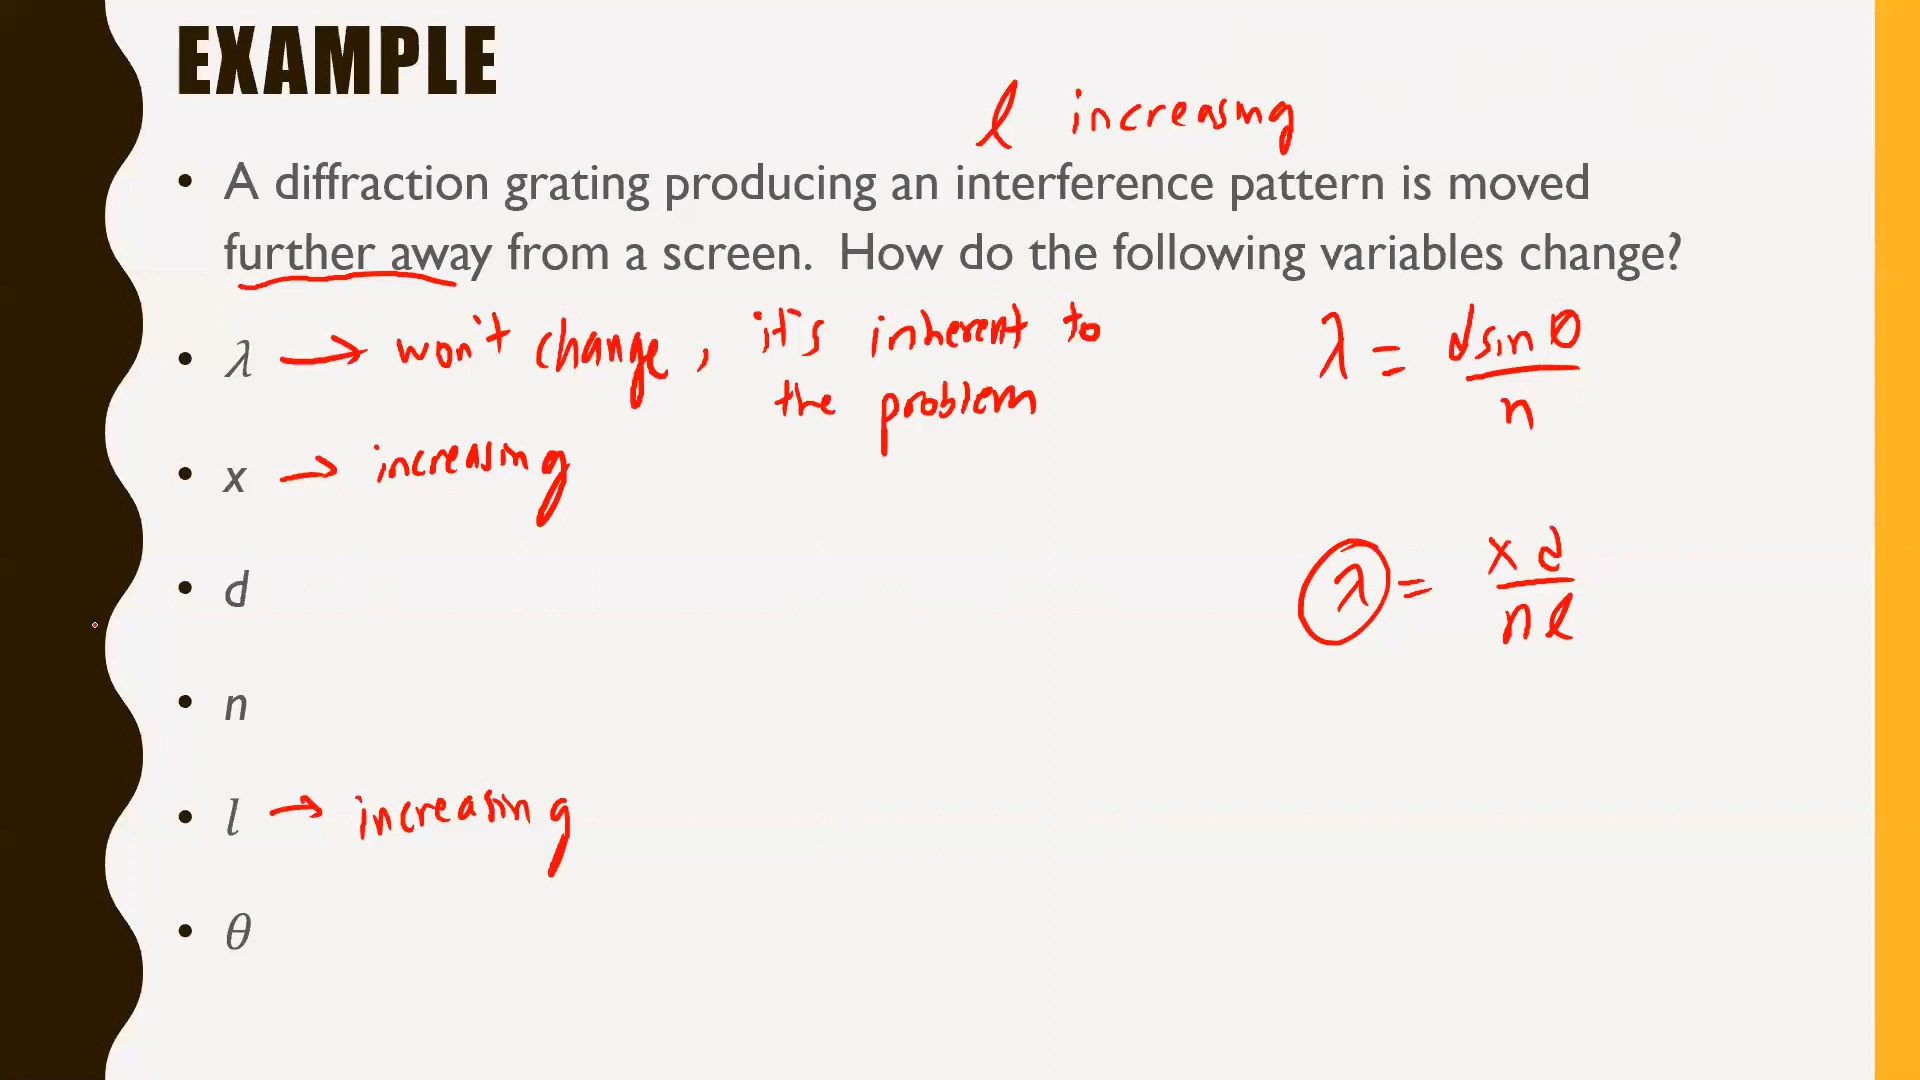 EXAMPLE
l increasing
• A diffraction grating producing an interference pattern is moved
further away from a screen. How do the following variables change?
• λ → won't change, it's inherent to
the problem
λ = d sin θ / n
• x → increasing
λ = x d / n l
• d
• n
• l → increasing
• θ